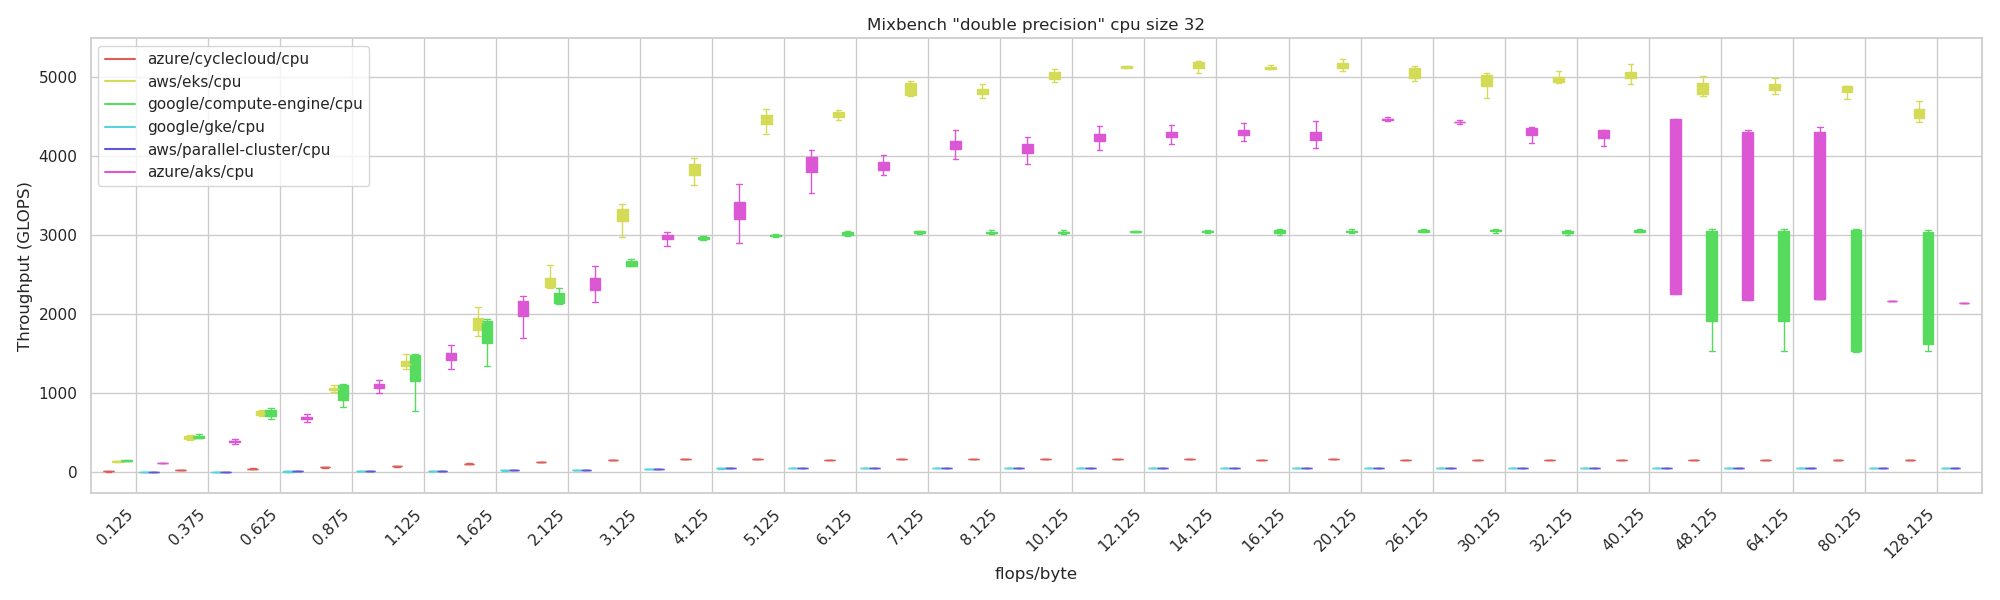 Mixbench "double precision" cpu size 32
azure/cyclecloud/cpu
aws/eks/cpu
google/compute-engine/cpu
google/gke/cpu
aws/parallel-cluster/cpu
azure/aks/cpu
Throughput (GLOPS)
5000
4000
3000
2000
1000
0
0.125 0.375 0.625 0.875 1.125 1.625 2.125 3.125 4.125 5.125 6.125 7.125 8.125 10.125 12.125 14.125 16.125 20.125 26.125 30.125 32.125 40.125 48.125 64.125 80.125 128.125
flops/byte